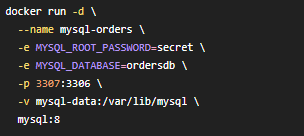 docker run -d \
  --name mysql-orders \
  -e MYSQL_ROOT_PASSWORD=secret \
  -e MYSQL_DATABASE=ordersdb \
  -p 3307:3306 \
  -v mysql-data:/var/lib/mysql \
  mysql:8